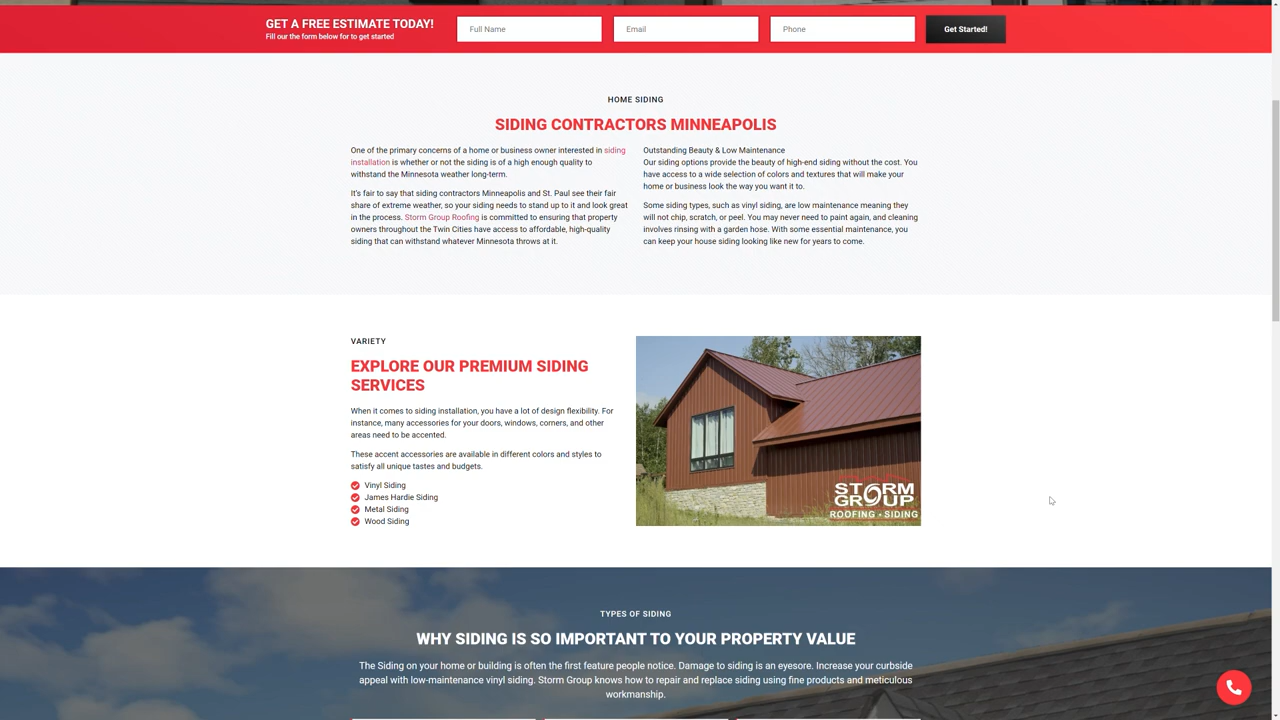 GET A FREE ESTIMATE TODAY!
Fill our the form below for to get started
Full Name
Email
Phone
Get Started!
HOME SIDING
SIDING CONTRACTORS MINNEAPOLIS
One of the primary concerns of a home or business owner interested in siding
installation is whether or not the siding is of a high enough quality to
withstand the Minnesota weather long-term.
It's fair to say that siding contractors Minneapolis and St. Paul see their fair
share of extreme weather, so your siding needs to stand up to it and look great
in the process. Storm Group Roofing is committed to ensuring that property
owners throughout the Twin Cities have access to affordable, high-quality
siding that can withstand whatever Minnesota throws at it.
Outstanding Beauty & Low Maintenance
Our siding options provide the beauty of high-end siding without the cost. You
have access to a wide selection of colors and textures that will make your
home or business look the way you want it to.
Some siding types, such as vinyl siding, are low maintenance meaning they
will not chip, scratch, or peel. You may never need to paint again, and cleaning
involves rinsing with a garden hose. With some essential maintenance, you
can keep your house siding looking like new for years to come.
VARIETY
EXPLORE OUR PREMIUM SIDING
SERVICES
When it comes to siding installation, you have a lot of design flexibility. For
instance, many accessories for your doors, windows, corners, and other
areas need to be accented.
These accent accessories are available in different colors and styles to
satisfy all unique tastes and budgets.
Vinyl Siding
James Hardie Siding
Metal Siding
Wood Siding
STORM
GROUP
ROOFING • SIDING
TYPES OF SIDING
WHY SIDING IS SO IMPORTANT TO YOUR PROPERTY VALUE
The Siding on your home or building is often the first feature people notice. Damage to siding is an eyesore. Increase your curbside
appeal with low-maintenance vinyl siding. Storm Group knows how to repair and replace siding using fine products and meticulous
workmanship.